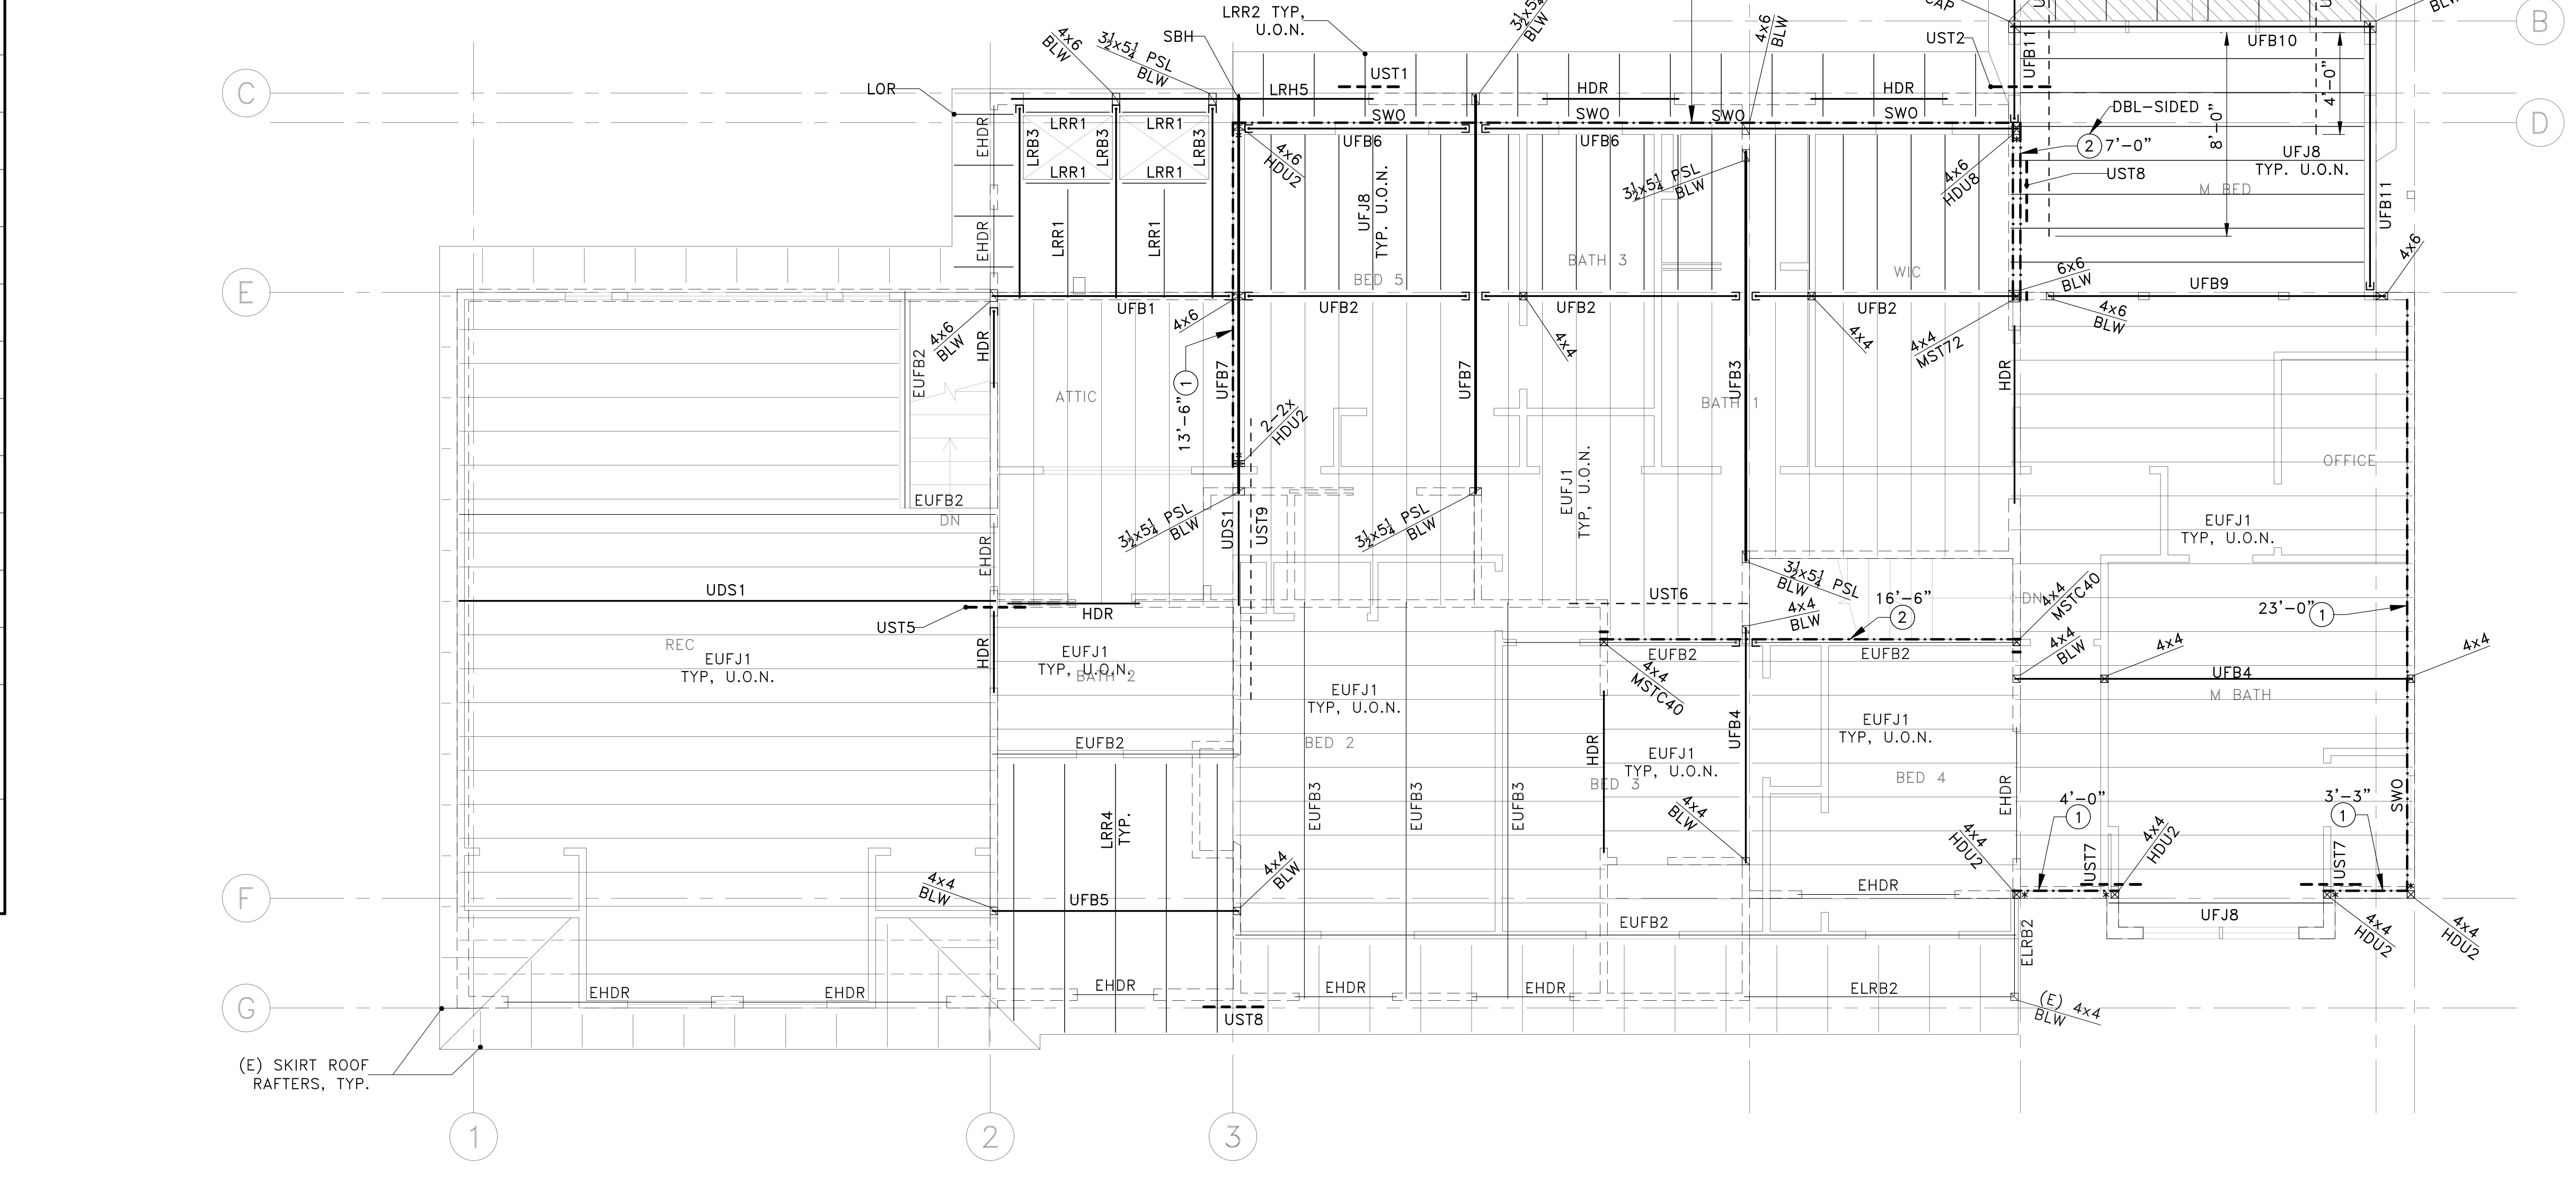 LRR2 TYP,
U.O.N.
SBH
4x6
BLW
3½x5¼ PSL
BLW
3½x5¼
BLW
4x6
BLW
CAP
BLW
B
UST2
UFB11
UFB10
C
LOR
UST1
LRH5
HDR
HDR
4'-0"
DBL-SIDED
8'-0"
2
7'-0"
D
EHDR
LRB3
LRR1
LRB3
LRR1
LRB3
SWO
SWO
SWO
SWO
UFB6
UFB6
4x6
HDU2
UFJ8
TYP. U.O.N.
3½x5¼ PSL
BLW
4x6
HDU8
UFJ8
TYP. U.O.N.
UST8
M BED
UFB11
LRR1
LRR1
EHDR
LRR1
LRR1
BED 5
BATH 3
WIC
6x6
BLW
4x6
E
UFB1
UFB2
UFB2
UFB2
UFB9
4x6
4x6
BLW
4x4
4x4
4x4
MST72
4x6
BLW
HDR
EUFB2
ATTIC
13'-6"
1
UFB7
UFB7
UFB3
BATH 1
HDR
2-2x
HDU2
OFFICE
EUFB2
DN
3½x5¼ PSL
BLW
UDS1
UST9
3½x5¼ PSL
BLW
EUFJ1
TYP, U.O.N.
EUFJ1
TYP, U.O.N.
EHDR
UDS1
UST5
HDR
HDR
UST6
3½x5¼ PSL
BLW
4x4
BLW
16'-6"
2
DN
4x4
MSTC40
23'-0"
1
REC
EUFJ1
TYP, U.O.N.
EUFJ1
TYP, U.O.N.
BATH 2
EUFB2
EUFB2
4x4
MSTC40
4x4
BLW
4x4
4x4
UFB4
M BATH
EUFJ1
TYP, U.O.N.
BED 2
EUFB2
HDR
UFB4
EUFJ1
TYP, U.O.N.
BED 3
EUFJ1
TYP, U.O.N.
BED 4
EHDR
EUFB3
EUFB3
EUFB3
LRR4
TYP.
4x4
BLW
4'-0"
1
3'-3"
1
SWO
4x4
HDU2
UST7
4x4
HDU2
UST7
F
4x4
BLW
UFB5
4x4
BLW
EHDR
EUFB2
ELRB2
UFJ8
4x4
HDU2
4x4
HDU2
G
EHDR
EHDR
EHDR
EHDR
EHDR
ELRB2
(E) 4x4
BLW
UST8
(E) SKIRT ROOF
RAFTERS, TYP.
1
2
3